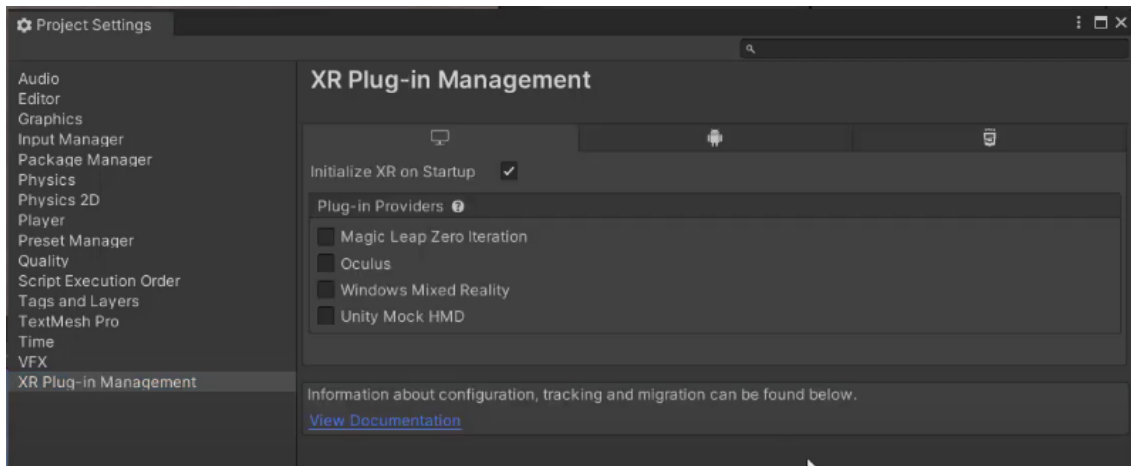 Project Settings
Audio
Editor
Graphics
Input Manager
Package Manager
Physics
Physics 2D
Player
Preset Manager
Quality
Script Execution Order
Tags and Layers
TextMesh Pro
Time
VFX
XR Plug-in Management
XR Plug-in Management
Initialize XR on Startup
Plug-in Providers
Magic Leap Zero Iteration
Oculus
Windows Mixed Reality
Unity Mock HMD
Information about configuration, tracking and migration can be found below.
View Documentation